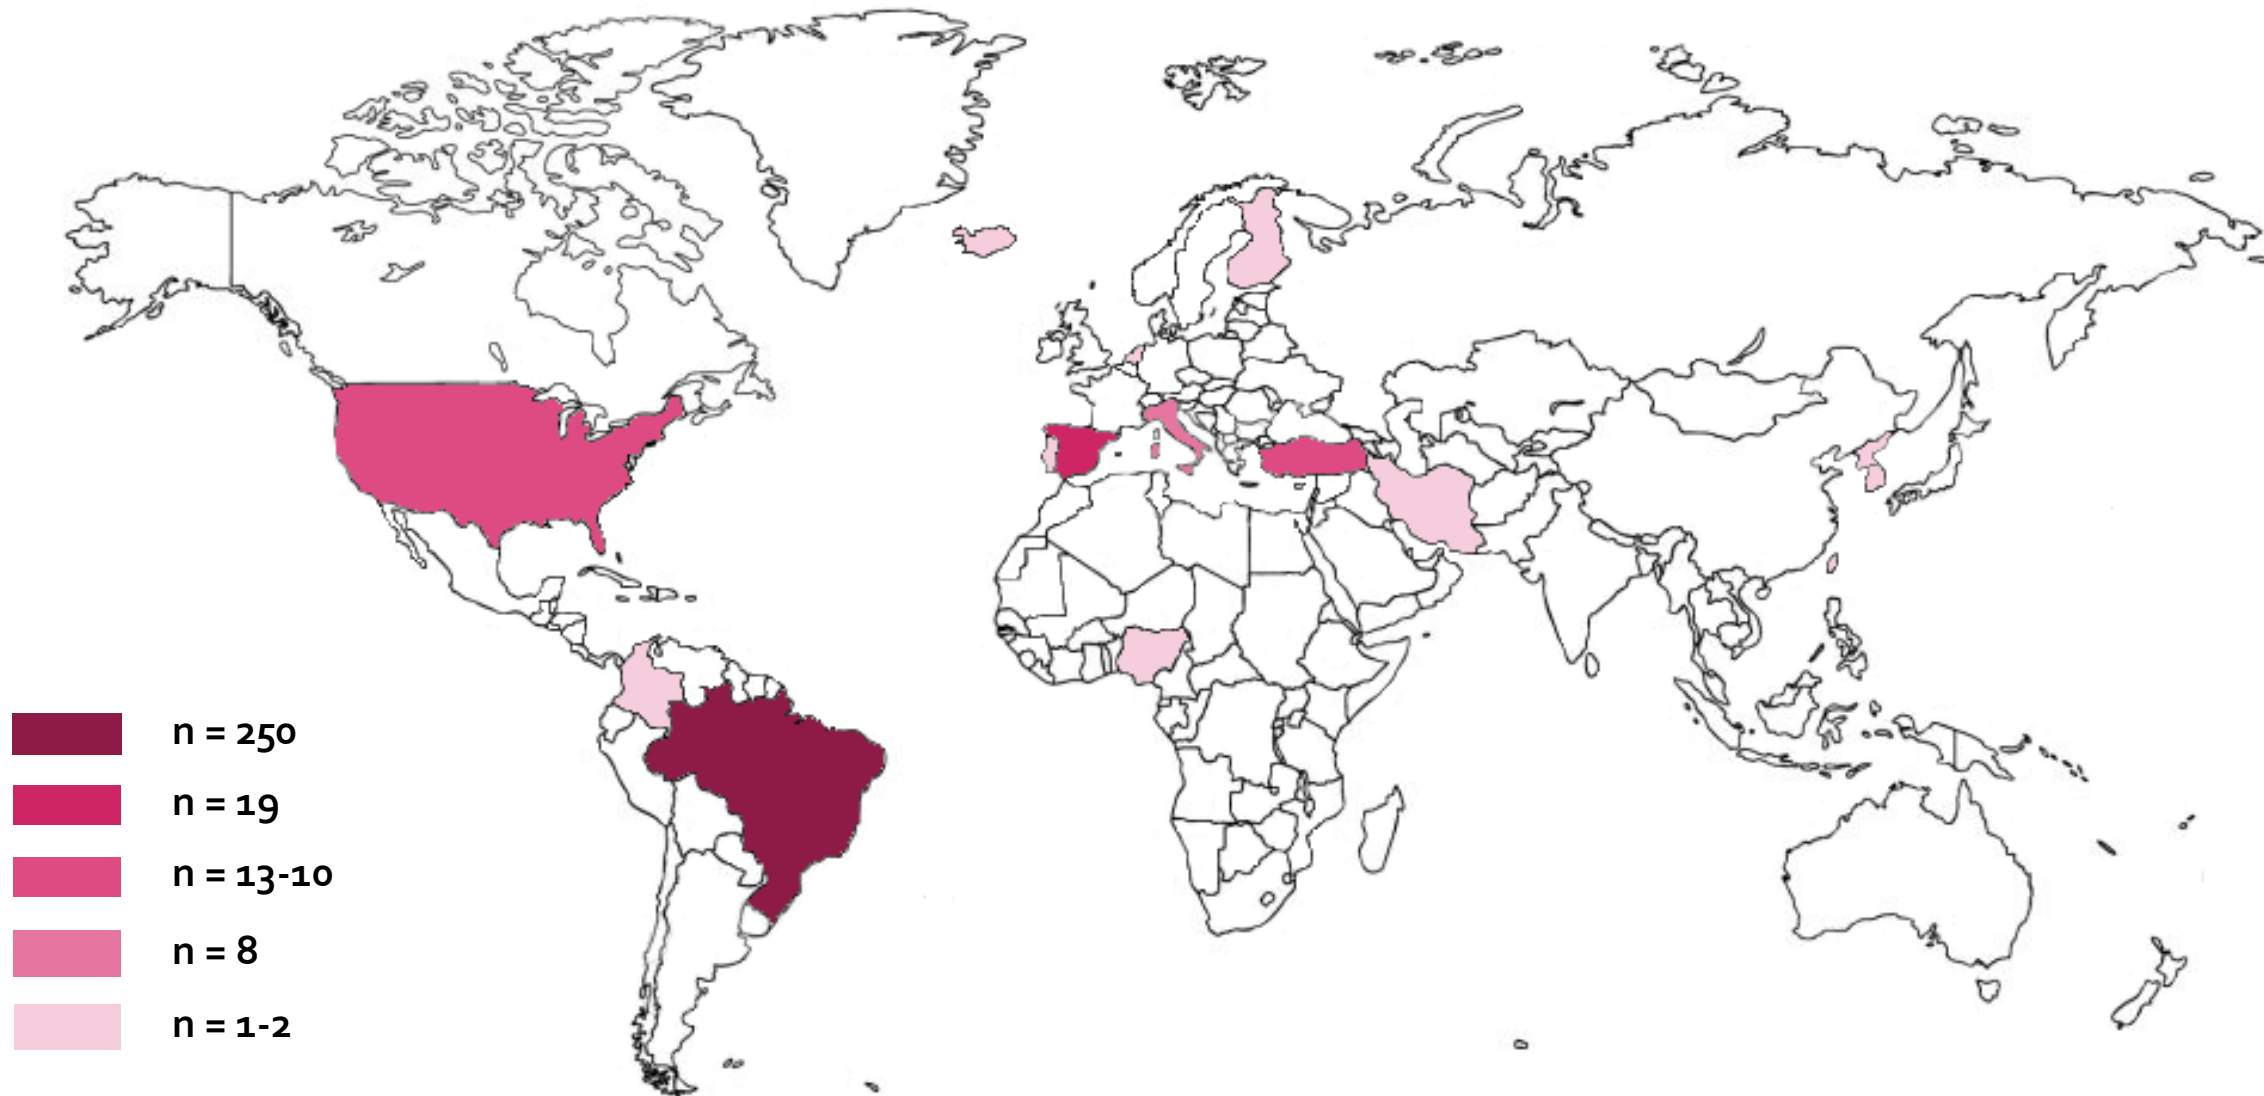 n = 250
n = 19
n = 13-10
n = 8
n = 1-2